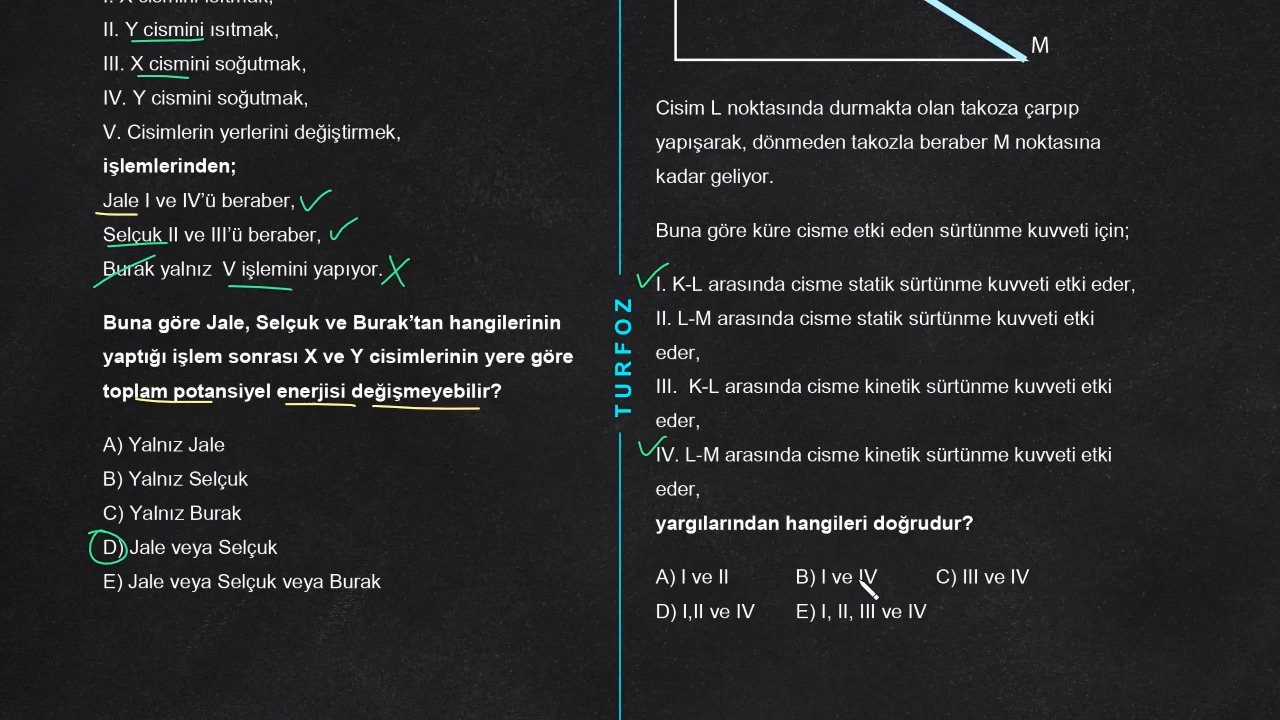 I. X cismini ısıtmak,
II. Y cismini ısıtmak,
III. X cismini soğutmak,
IV. Y cismini soğutmak,
V. Cisimlerin yerlerini değiştirmek,
işlemlerinden;
Jale I ve IV’ü beraber,
Selçuk II ve III’ü beraber,
Burak yalnız V işlemini yapıyor.
Buna göre Jale, Selçuk ve Burak’tan hangilerinin
yaptığı işlem sonrası X ve Y cisimlerinin yere göre
toplam potansiyel enerjisi değişmeyebilir?
A) Yalnız Jale
B) Yalnız Selçuk
C) Yalnız Burak
D) Jale veya Selçuk
E) Jale veya Selçuk veya Burak
TURFOZ
M
Cisim L noktasında durmakta olan takoza çarpıp
yapışarak, dönmeden takozla beraber M noktasına
kadar geliyor.
Buna göre küre cisme etki eden sürtünme kuvveti için;
I. K-L arasında cisme statik sürtünme kuvveti etki eder,
II. L-M arasında cisme statik sürtünme kuvveti etki
eder,
III. K-L arasında cisme kinetik sürtünme kuvveti etki
eder,
IV. L-M arasında cisme kinetik sürtünme kuvveti etki
eder,
yargılarından hangileri doğrudur?
A) I ve II B) I ve IV C) III ve IV
D) I,II ve IV E) I, II, III ve IV